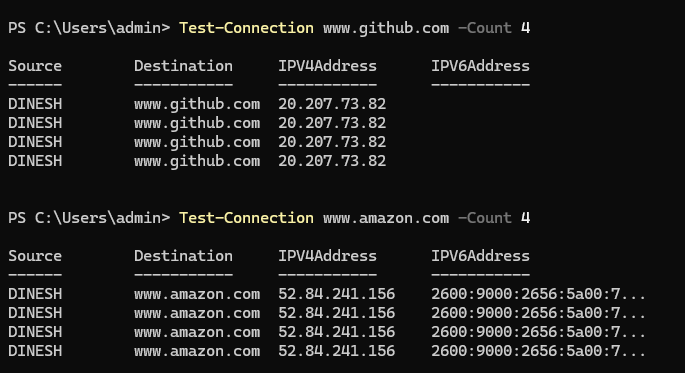 PS C:\Users\admin> Test-Connection www.github.com -Count 4
Source        Destination     IPV4Address      IPV6Address
------        -----------     -----------      -----------
DINESH        www.github.com  20.207.73.82
DINESH        www.github.com  20.207.73.82
DINESH        www.github.com  20.207.73.82
DINESH        www.github.com  20.207.73.82
PS C:\Users\admin> Test-Connection www.amazon.com -Count 4
Source        Destination     IPV4Address      IPV6Address
------        -----------     -----------      -----------
DINESH        www.amazon.com  52.84.241.156    2600:9000:2656:5a00:7...
DINESH        www.amazon.com  52.84.241.156    2600:9000:2656:5a00:7...
DINESH        www.amazon.com  52.84.241.156    2600:9000:2656:5a00:7...
DINESH        www.amazon.com  52.84.241.156    2600:9000:2656:5a00:7...